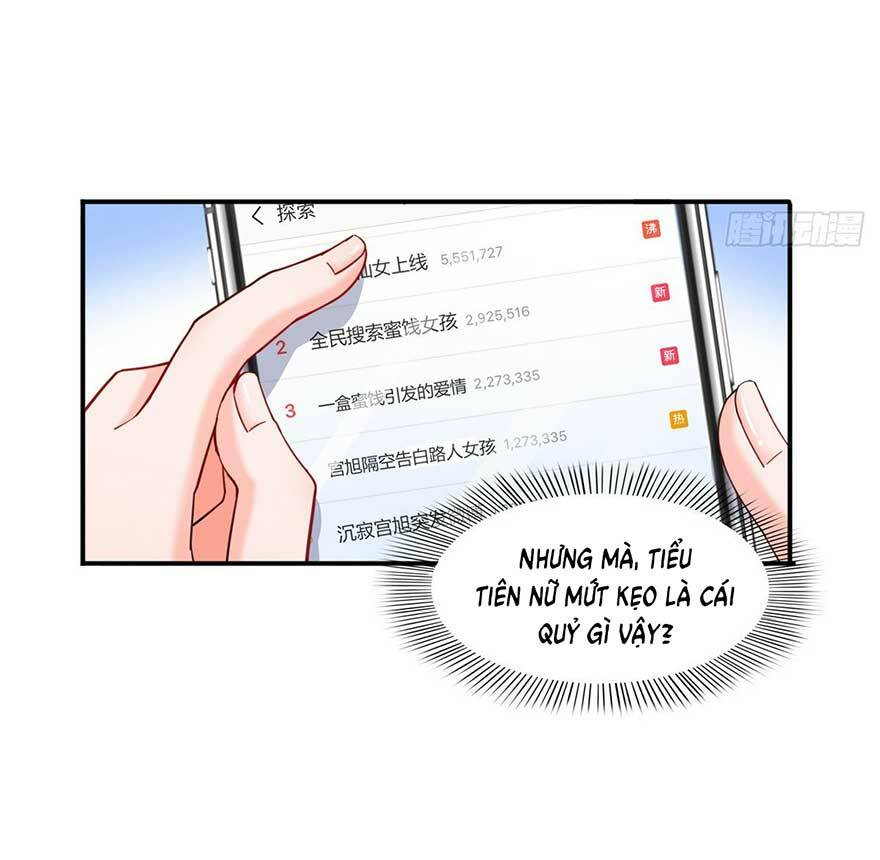 腾讯动漫
< 探索
仙女上线 5,551,727 沸
2 全民搜索蜜饯女孩 2,925,516 新
3 一盒蜜饯引发的爱情 2,273,335 新
宫旭隔空告白路人女孩 1,273,335 热
沉寂宫旭突发
NHƯNG MÀ, TIỂU
TIÊN NỮ MỨT KẸO LÀ CÁI
QUỶ GÌ VẬY?